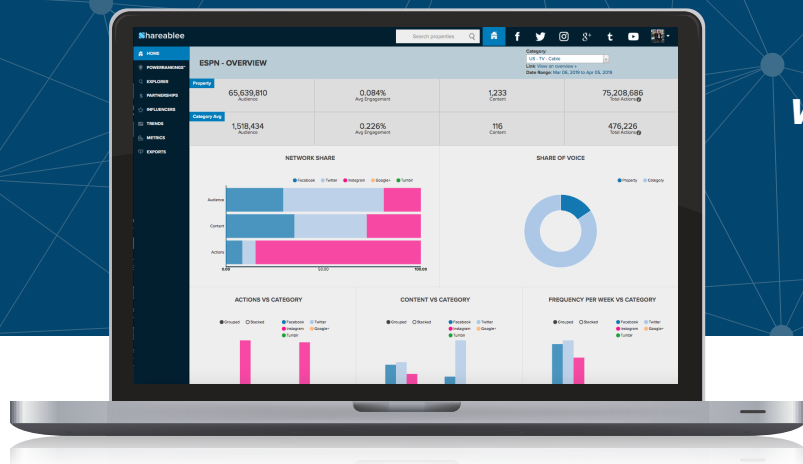 Shareablee
Search properties
HOME
POWERRANKINGS
EXPLORER
PARTNERSHIPS
INFLUENCERS
TRENDS
METRICS
EXPORTS
ESPN - OVERVIEW
Category
US - TV - Cable
Link: View an overview »
Date Range: Mar 06, 2019 to Apr 05, 2019
Property
65,639,810 0.084% 1,233 75,208,686
Audience Avg Engagement Content Total Actions
Category Avg
1,518,434 0.226% 116 476,226
Audience Avg Engagement Content Total Actions
NETWORK SHARE
Facebook Twitter Instagram Google+ Tumblr
Audience
Content
Actions
0.00 50.00 100.00
SHARE OF VOICE
Property Category
ACTIONS VS CATEGORY
Grouped Stacked Facebook Twitter
Instagram Google+
Tumblr
CONTENT VS CATEGORY
Grouped Stacked Facebook Twitter
Instagram Google+
Tumblr
FREQUENCY PER WEEK VS CATEGORY
Grouped Stacked Facebook Twitter
Instagram Google+
Tumblr